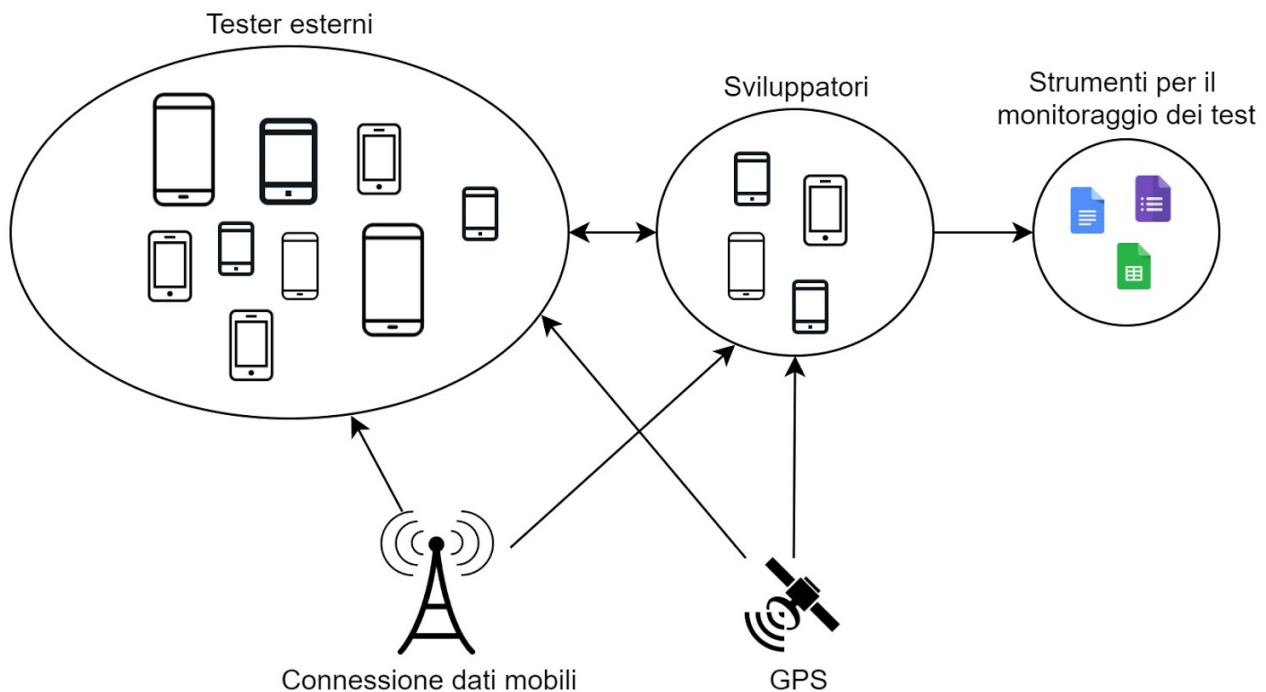 Tester esterni
Sviluppatori
Strumenti per il
monitoraggio dei test
Connessione dati mobili
GPS